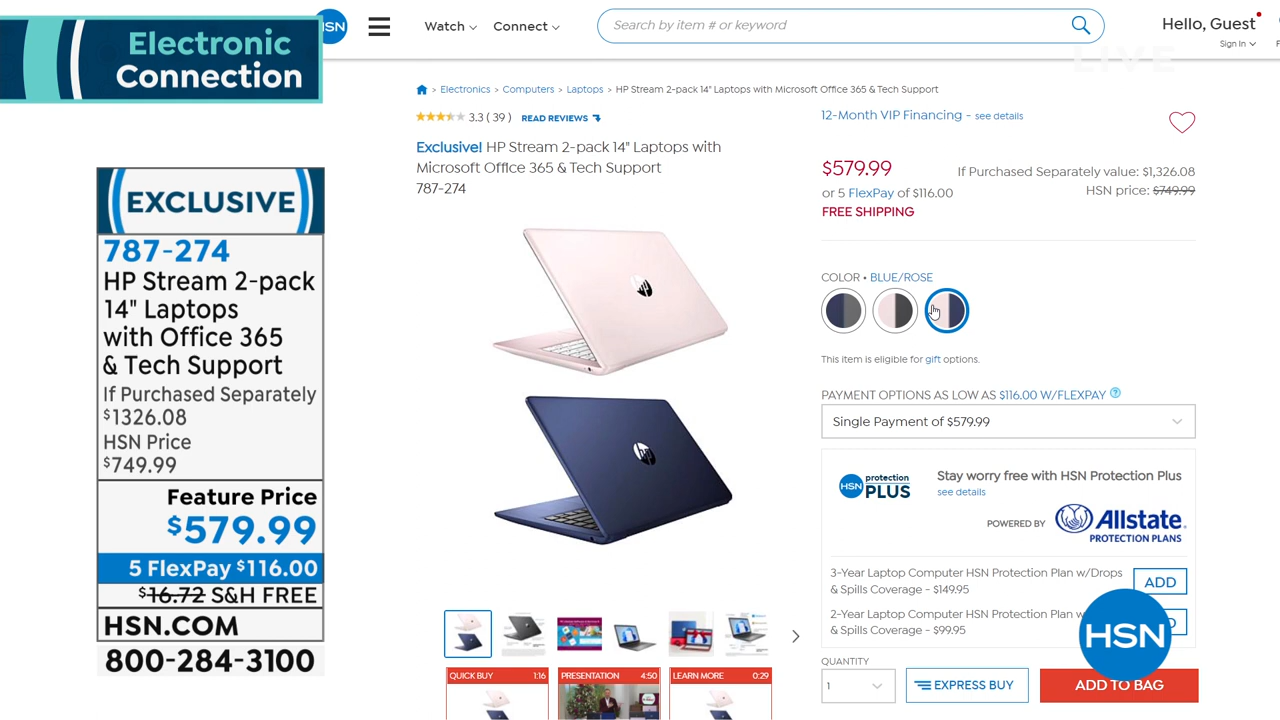 Electronic
Connection
HSN
Watch
Connect
Search by item # or keyword
Hello, Guest
Sign In
LIVE
Electronics > Computers > Laptops > HP Stream 2-pack 14" Laptops with Microsoft Office 365 & Tech Support
3.3 ( 39 ) READ REVIEWS
Exclusive! HP Stream 2-pack 14" Laptops with
Microsoft Office 365 & Tech Support
787-274
12-Month VIP Financing - see details
$579.99
If Purchased Separately value: $1,326.08
or 5 FlexPay of $116.00
HSN price: $749.99
FREE SHIPPING
COLOR • BLUE/ROSE
This item is eligible for gift options.
PAYMENT OPTIONS AS LOW AS $116.00 W/FLEXPAY ?
Single Payment of $579.99
HSN protection PLUS
Stay worry free with HSN Protection Plus
see details
POWERED BY Allstate.
PROTECTION PLANS
3-Year Laptop Computer HSN Protection Plan w/Drops
& Spills Coverage - $149.95
ADD
2-Year Laptop Computer HSN Protection Plan
& Spills Coverage - $99.95
HSN
QUANTITY
1
EXPRESS BUY
ADD TO BAG
QUICK BUY 1:16
PRESENTATION 4:50
LEARN MORE 0:29
hp
hp
EXCLUSIVE
787-274
HP Stream 2-pack
14" Laptops
with Office 365
& Tech Support
If Purchased Separately
$1326.08
HSN Price
$749.99
Feature Price
$579.99
5 FlexPay $116.00
$16.72 S&H FREE
HSN.COM
800-284-3100